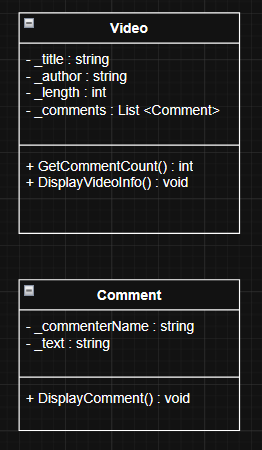 Video
- _title : string
- _author : string
- _length : int
- _comments : List <Comment>
+ GetCommentCount() : int
+ DisplayVideoInfo() : void
Comment
- _commenterName : string
- _text : string
+ DisplayComment() : void